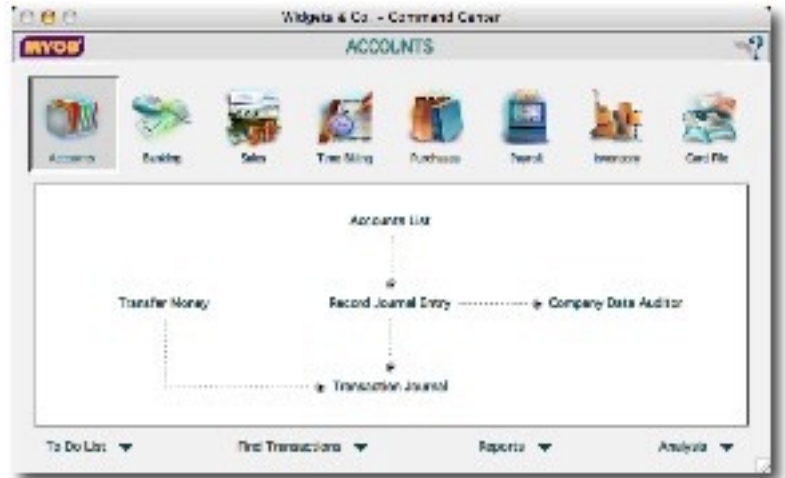 Widgets & Co. - Command Center
MYOB
ACCOUNTS
?
Accounts
Banking
Sales
Time Billing
Purchases
Payroll
Inventory
Card File
Accounts List
Transfer Money
Record Journal Entry
Company Data Auditor
Transaction Journal
To Do List
Find Transactions
Reports
Analysis